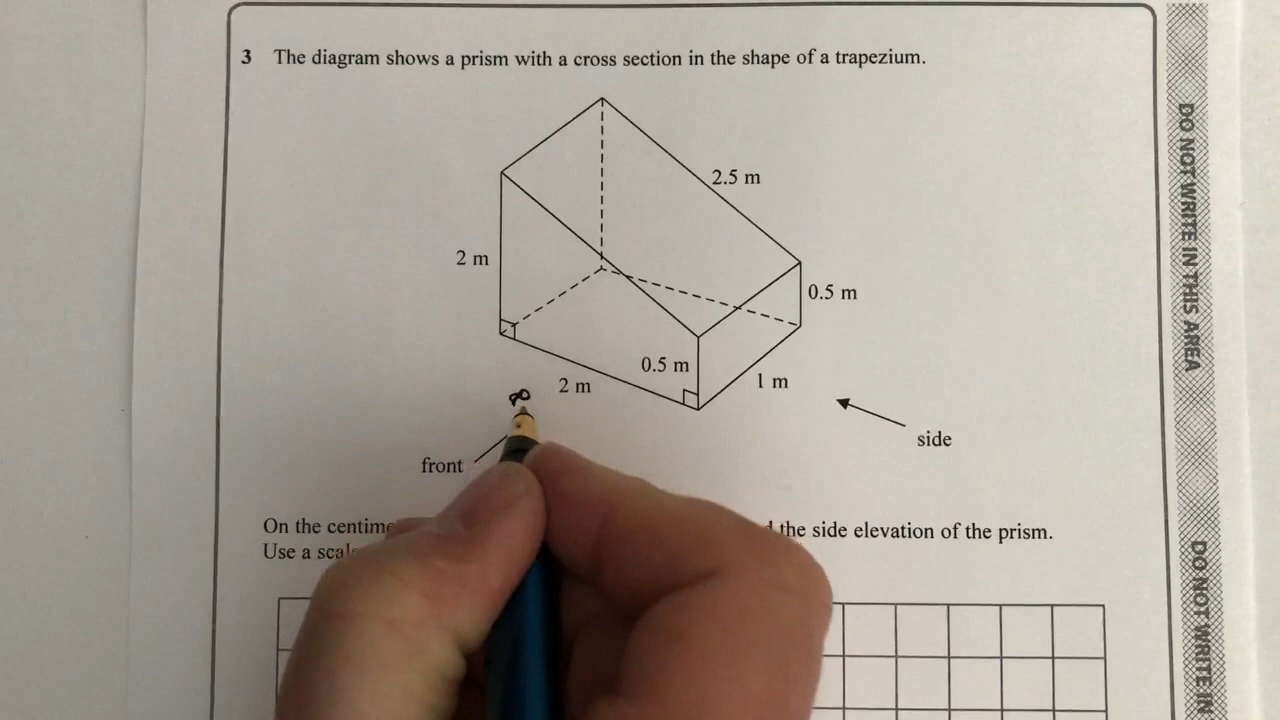 3 The diagram shows a prism with a cross section in the shape of a trapezium.
2.5 m
2 m
0.5 m
0.5 m
2 m
1 m
front
side
On the centime the side elevation of the prism.
Use a scal
DO NOT WRITE IN THIS AREA
DO NOT WRITE IN